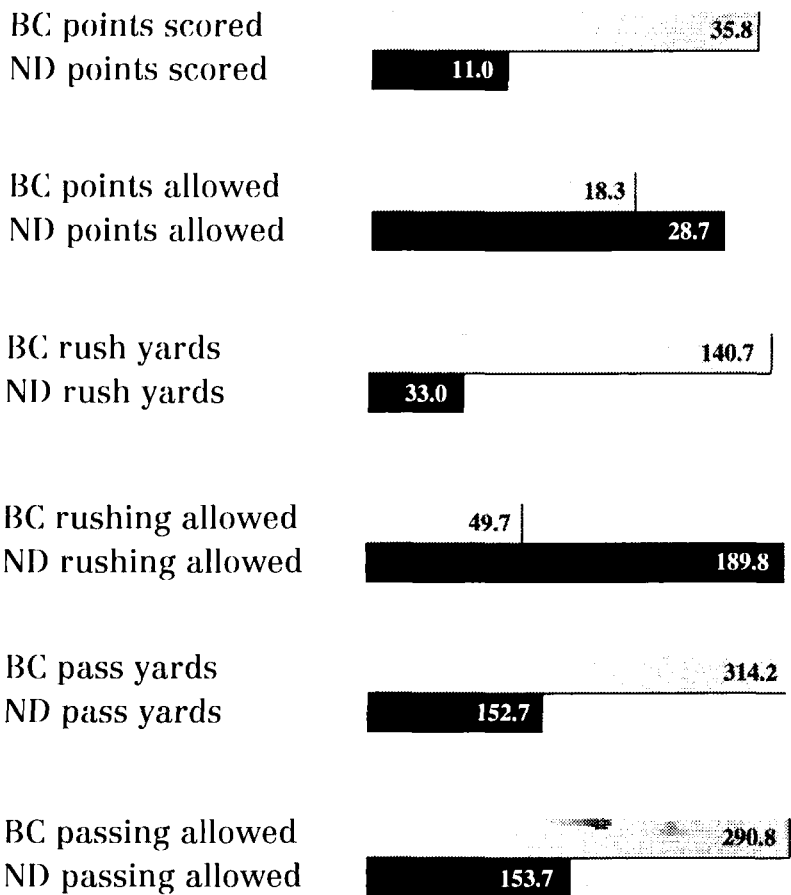 BC points scored 35.8
ND points scored 11.0
BC points allowed 18.3
ND points allowed 28.7
BC rush yards 140.7
ND rush yards 33.0
BC rushing allowed 49.7
ND rushing allowed 189.8
BC pass yards 314.2
ND pass yards 152.7
BC passing allowed 290.8
ND passing allowed 153.7